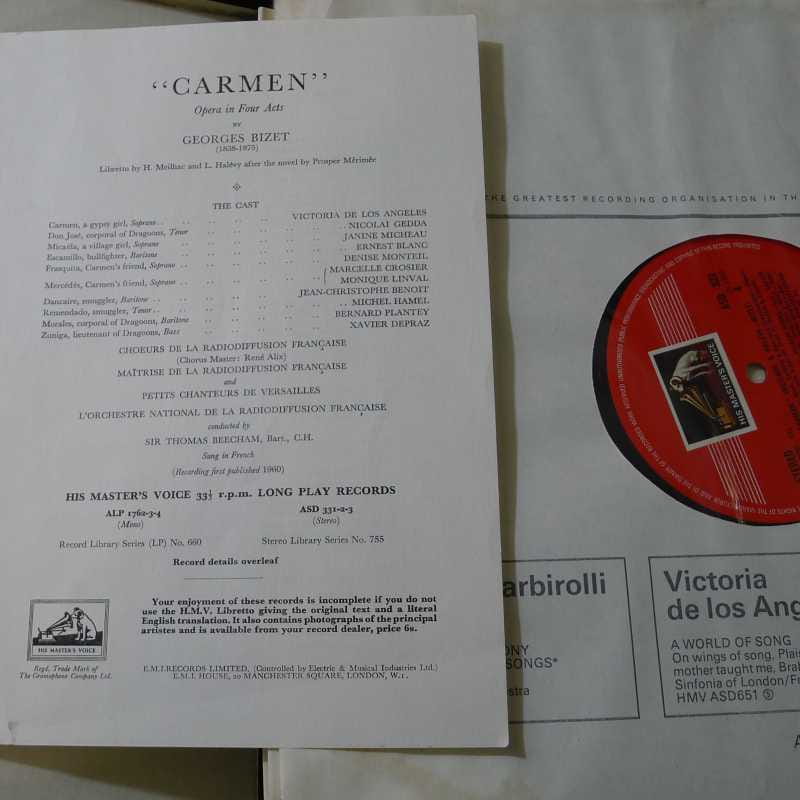 “CARMEN”
Opera in Four Acts
BY
GEORGES BIZET
(1838-1875)
Libretto by H. Meilhac and L. Halévy after the novel by Prosper Mérimée
THE CAST
Carmen, a gypsy girl, Soprano .. .. .. .. .. VICTORIA DE LOS ANGELES
Don José, corporal of Dragoons, Tenor .. .. .. .. .. NICOLAI GEDDA
Micaëla, a village girl, Soprano .. .. .. .. .. JANINE MICHEAU
Escamillo, bullfighter, Baritone .. .. .. .. .. ERNEST BLANC
Frasquita, Carmen's friend, Soprano .. .. .. .. .. DENISE MONTEIL
Mercédès, Carmen's friend, Soprano .. .. .. .. { MARCELLE CROSIER
MONIQUE LINVAL
Dancaire, smuggler, Baritone .. .. .. .. JEAN-CHRISTOPHE BENOIT
Remendado, smuggler, Tenor .. .. .. .. .. MICHEL HAMEL
Morales, corporal of Dragoons, Baritone .. .. .. .. BERNARD PLANTEY
Zuniga, lieutenant of Dragoons, Bass .. .. .. .. XAVIER DEPRAZ
CHOEURS DE LA RADIODIFFUSION FRANÇAISE
(Chorus Master: René Alix)
MAÎTRISE DE LA RADIODIFFUSION FRANÇAISE
and
PETITS CHANTEURS DE VERSAILLES
L'ORCHESTRE NATIONAL DE LA RADIODIFFUSION FRANÇAISE
conducted by
SIR THOMAS BEECHAM, Bart., C.H.
Sung in French
(Recording first published 1960)
HIS MASTER'S VOICE 33⅓ r.p.m. LONG PLAY RECORDS
ALP 1762-3-4 ASD 331-2-3
(Mono) (Stereo)
Record Library Series (LP) No. 660 Stereo Library Series No. 755
Record details overleaf
Your enjoyment of these records is incomplete if you do not
use the H.M.V. Libretto giving the original text and a literal
English translation. It also contains photographs of the principal
artistes and is available from your record dealer, price 6s.
HIS MASTER'S VOICE
Regd. Trade Mark of
The Gramophone Company Ltd.
E.M.I.RECORDS LIMITED, (Controlled by Electric & Musical Industries Ltd.)
E.M.I. HOUSE, 20 MANCHESTER SQUARE, LONDON, W.1.
THE GREATEST RECORDING ORGANISATION IN THE
HIS MASTER'S VOICE
STEREO
arbirolli
ONY
SONGS*
stra
Victoria
de los Ang
A WORLD OF SONG
On wings of song, Plais
mother taught me, Brah
Sinfonia of London/Fr
HMV ASD651 Ⓢ